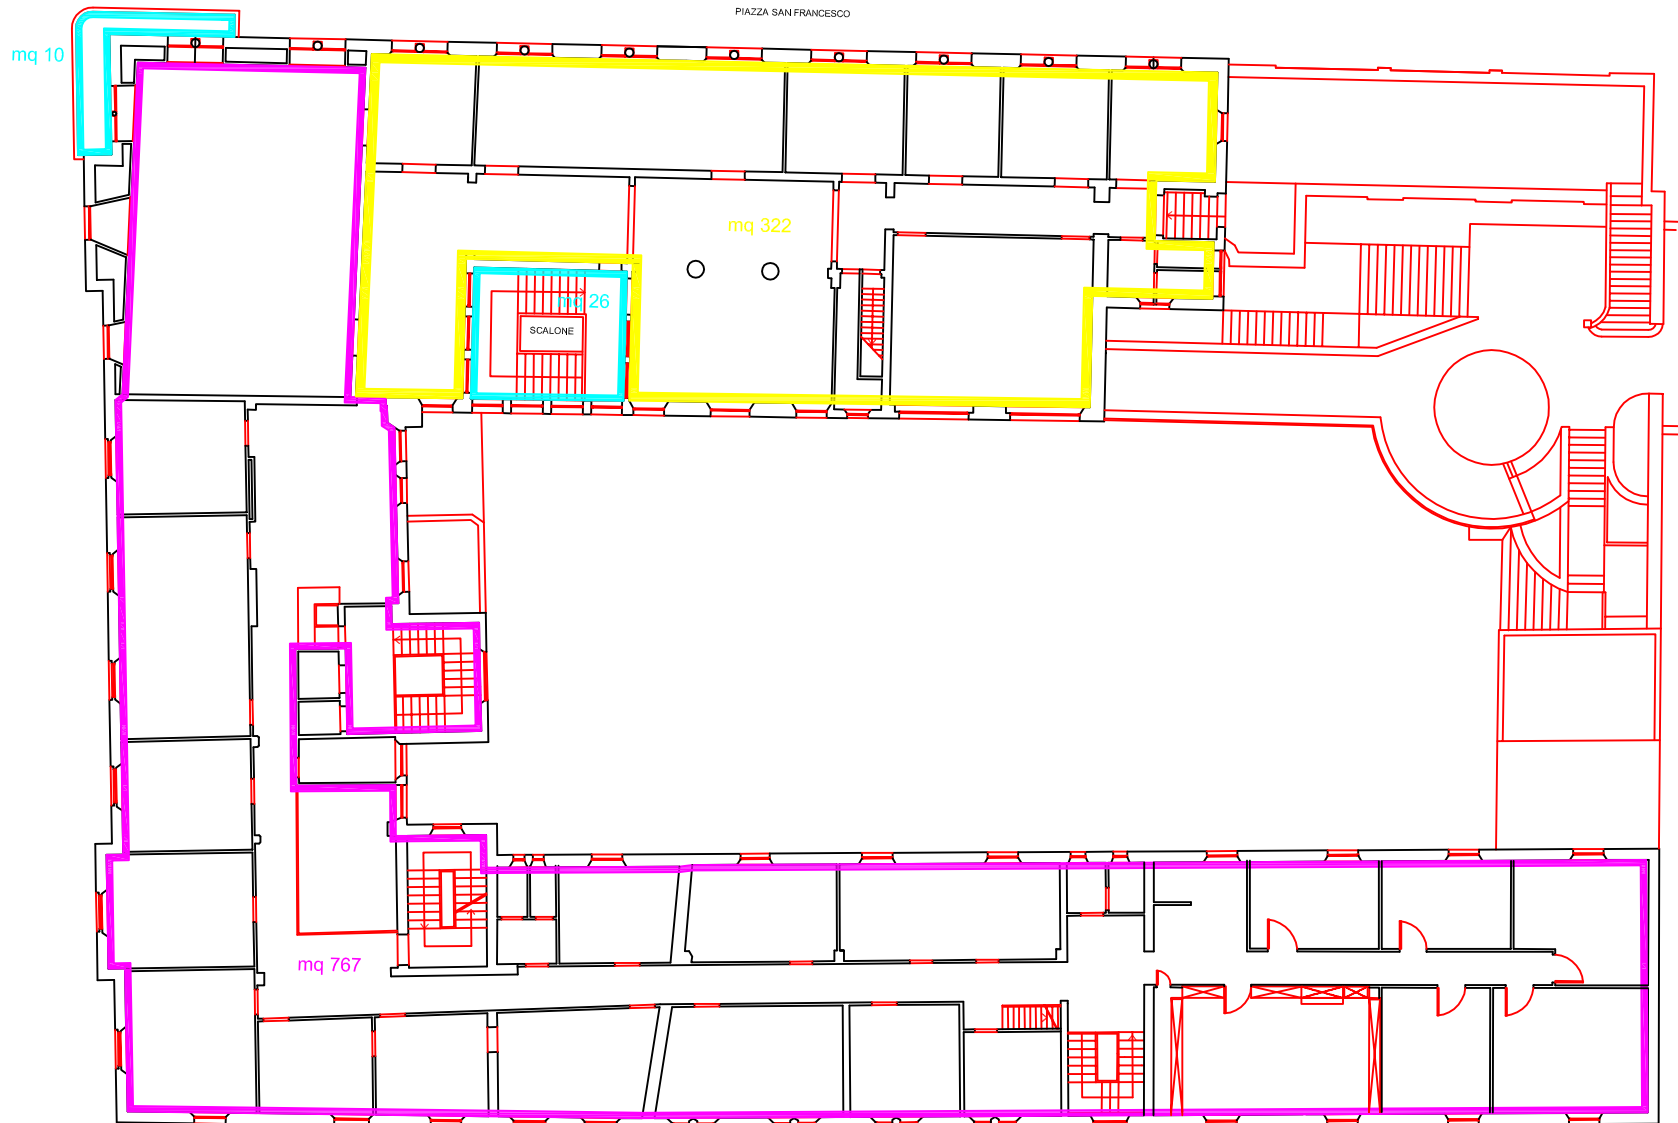 PIAZZA SAN FRANCESCO
mq 10
mq 322
mq 26
SCALONE
mq 767